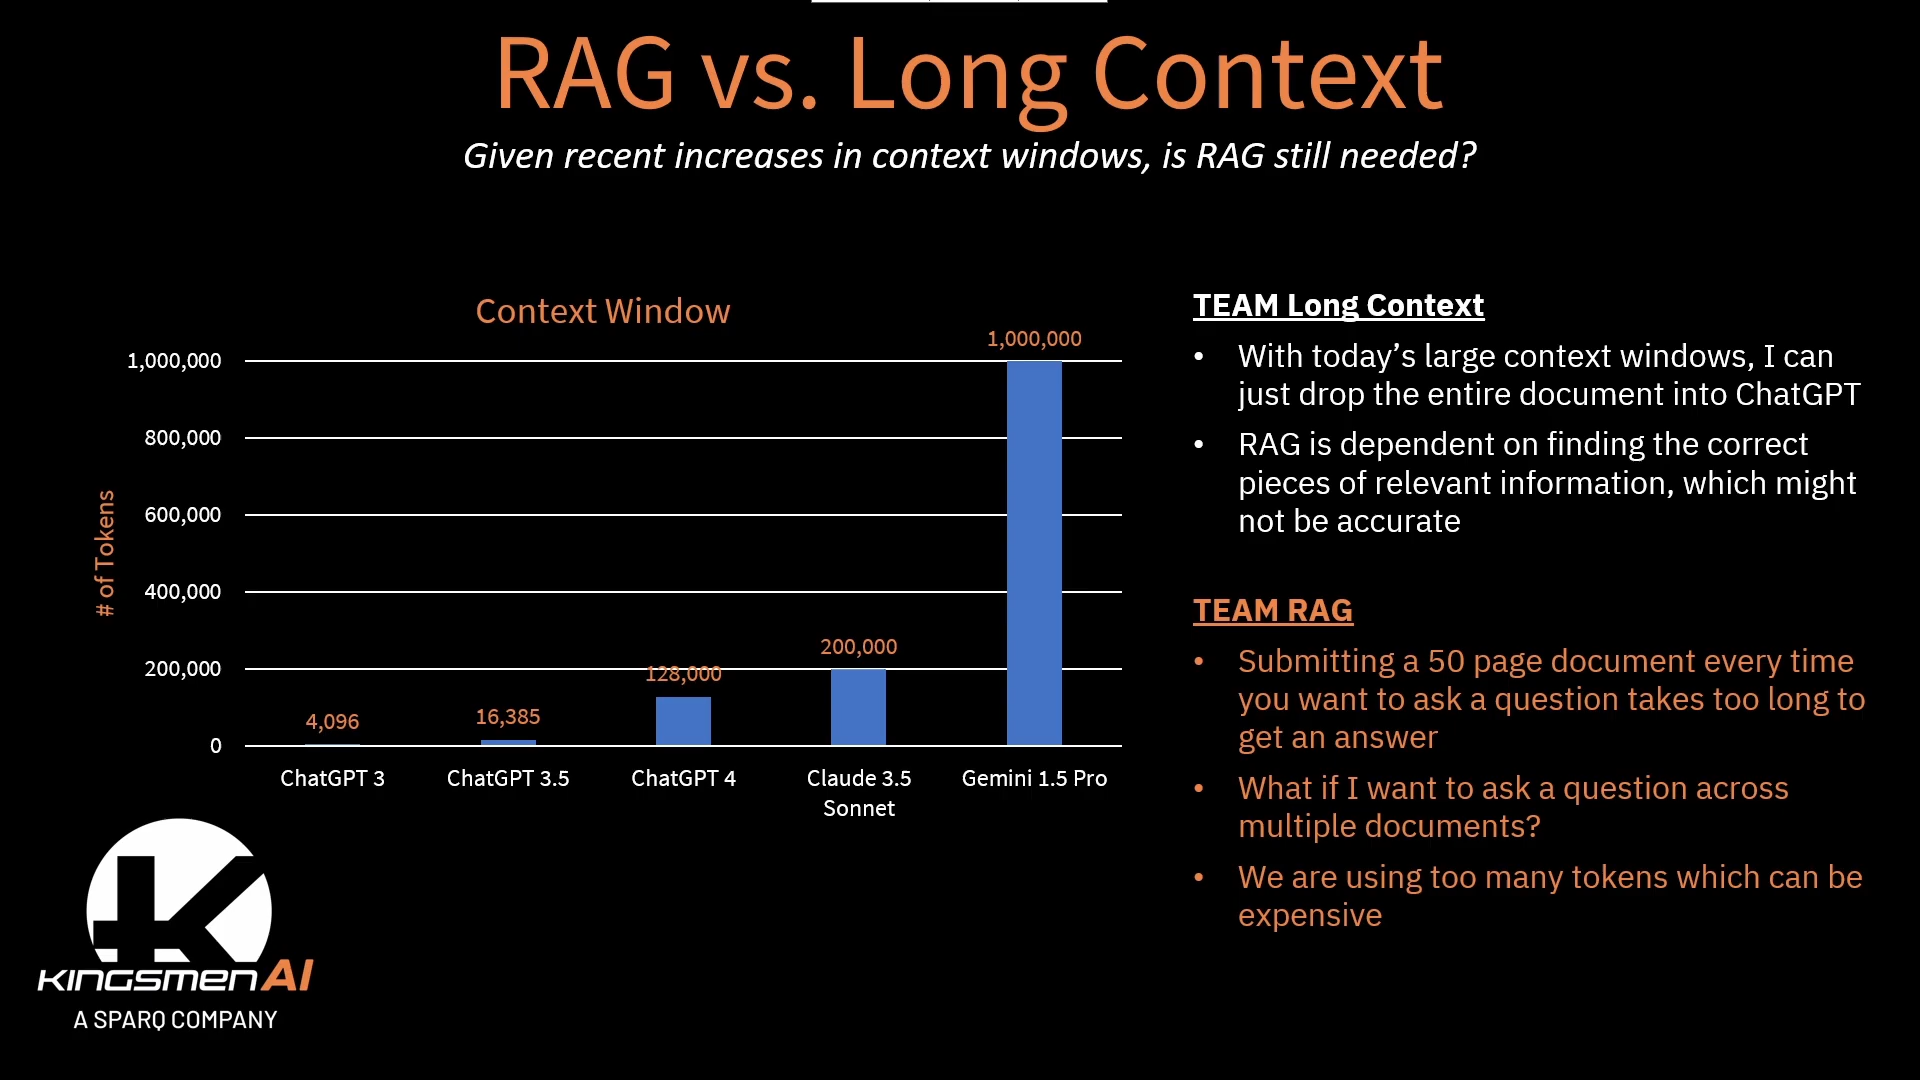 RAG vs. Long Context
Given recent increases in context windows, is RAG still needed?
Context Window
# of Tokens
1,000,000
800,000
600,000
400,000
200,000
0
4,096
16,385
128,000
200,000
1,000,000
ChatGPT 3
ChatGPT 3.5
ChatGPT 4
Claude 3.5
Sonnet
Gemini 1.5 Pro
TEAM Long Context
• With today’s large context windows, I can
just drop the entire document into ChatGPT
• RAG is dependent on finding the correct
pieces of relevant information, which might
not be accurate
TEAM RAG
• Submitting a 50 page document every time
you want to ask a question takes too long to
get an answer
• What if I want to ask a question across
multiple documents?
• We are using too many tokens which can be
expensive
K
KINGSMEN AI
A SPARQ COMPANY